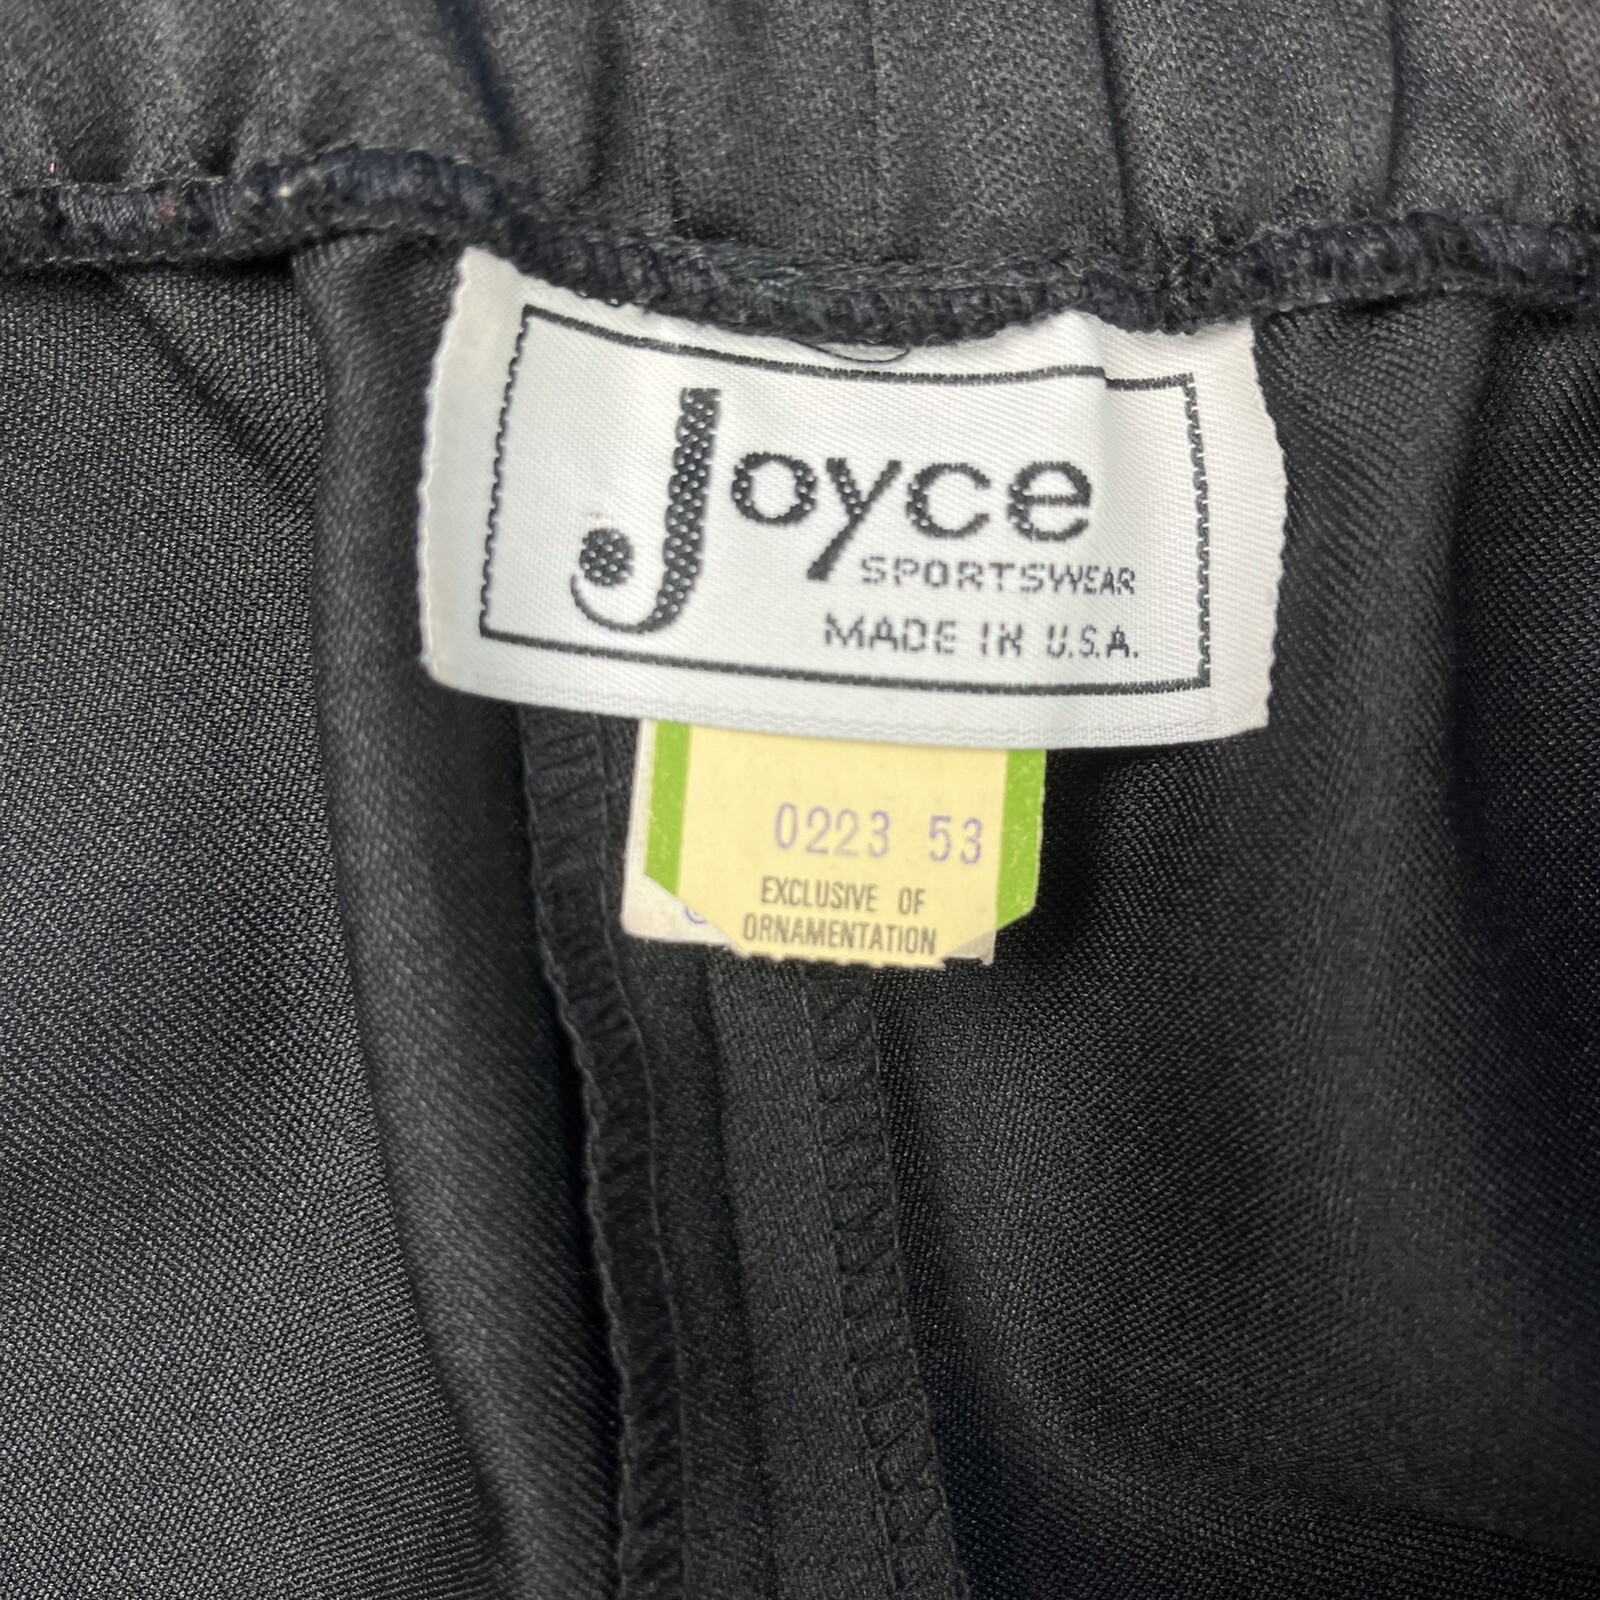 Joyce
SPORTSWEAR
MADE IN U.S.A.
0223 53
EXCLUSIVE OF
ORNAMENTATION